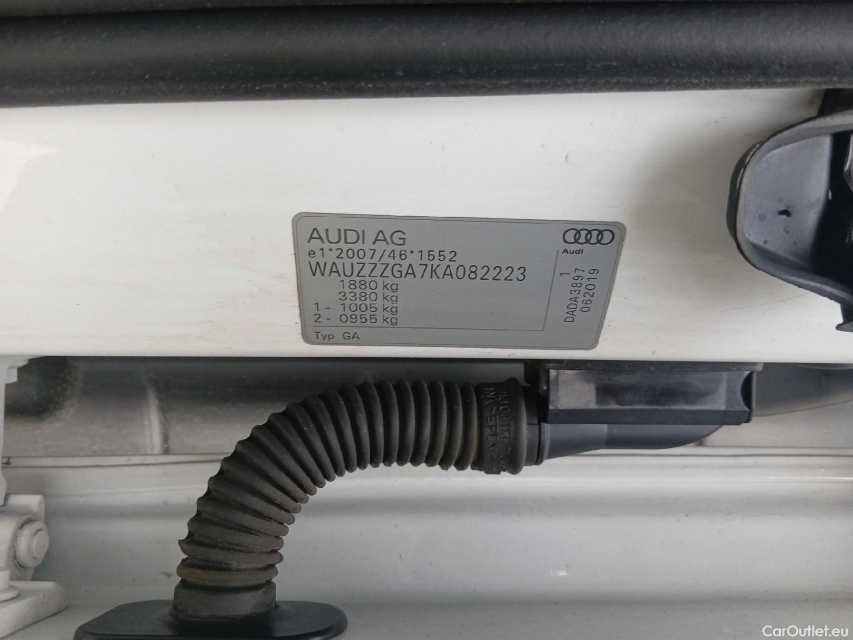 AUDI AG
e1*2007/46*1552
WAUZZZGA7KA082223
1880 kg
3380 kg
1 - 1005 kg
2 - 0955 kg
Typ GA
Audi
DADA3897 1
062019
CarOutlet.eu